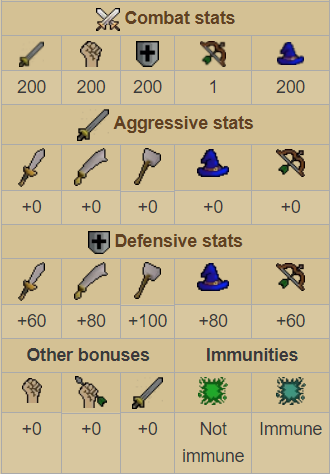 Combat stats
200 200 200 1 200
Aggressive stats
+0 +0 +0 +0 +0
Defensive stats
+60 +80 +100 +80 +60
Other bonuses Immunities
+0 +0 +0 Not immune Immune